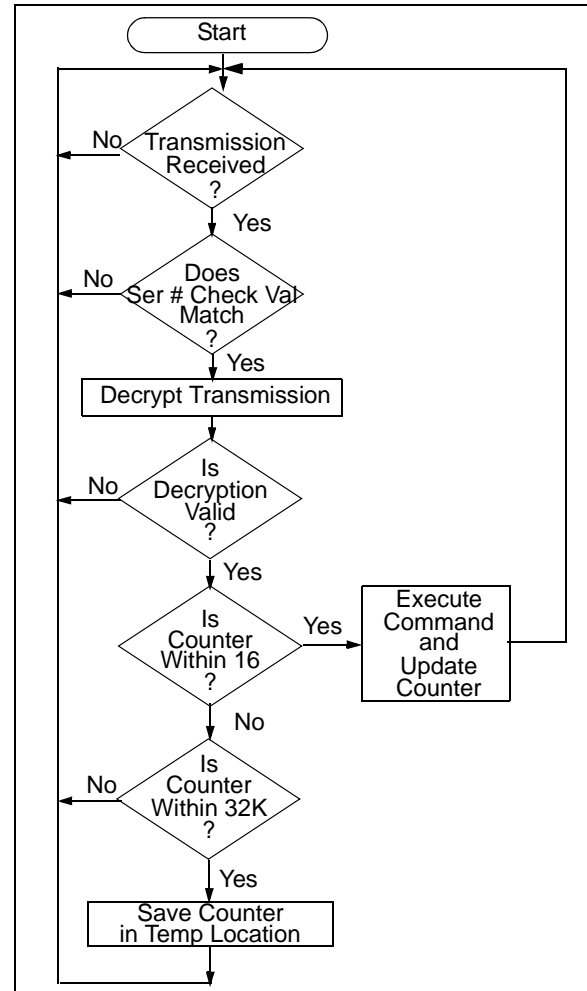 Start
No
Transmission
Received
?
Yes
No
Does
Ser # Check Val
Match
?
Yes
Decrypt Transmission
Is
Decryption
Valid
?
No
Yes
Is
Counter
Within 16
?
Yes
Execute
Command
and
Update
Counter
No
Is
Counter
Within 32K
?
No
Yes
Save Counter
in Temp Location